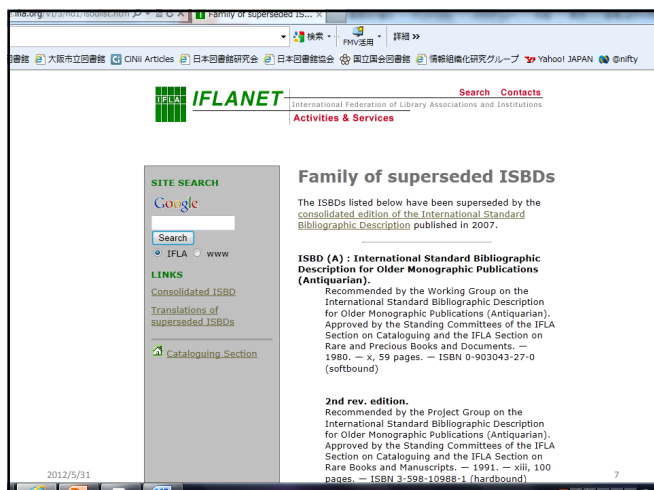 .ifla.org/VI/3/nd1/isbdlist.htm
Family of superseded IS... ×
検索
FMV活用
詳細 »
書館
大阪市立図書館
CiNii Articles
日本図書館研究会
日本図書館協会
国立国会図書館
情報組織化研究グループ
Yahoo! JAPAN
@nifty
IFLA
IFLANET
Search Contacts
International Federation of Library Associations and Institutions
Activities & Services
SITE SEARCH
Google
Search
IFLA www
LINKS
Consolidated ISBD
Translations of
superseded ISBDs
Cataloguing Section
Family of superseded ISBDs
The ISBDs listed below have been superseded by the
consolidated edition of the International Standard
Bibliographic Description published in 2007.
ISBD (A) : International Standard Bibliographic
Description for Older Monographic Publications
(Antiquarian).
Recommended by the Working Group on the
International Standard Bibliographic Description
for Older Monographic Publications (Antiquarian).
Approved by the Standing Committees of the IFLA
Section on Cataloguing and the IFLA Section on
Rare and Precious Books and Documents. —
1980. — x, 59 pages. — ISBN 0-903043-27-0
(softbound)
2nd rev. edition.
Recommended by the Project Group on the
International Standard Bibliographic Description
for Older Monographic Publications (Antiquarian).
Approved by the Standing Committees of the IFLA
Section on Cataloguing and the IFLA Section on
Rare Books and Manuscripts. — 1991. — xiii, 100
pages. — ISBN 3-598-10988-1 (hardbound)
2012/5/31
7